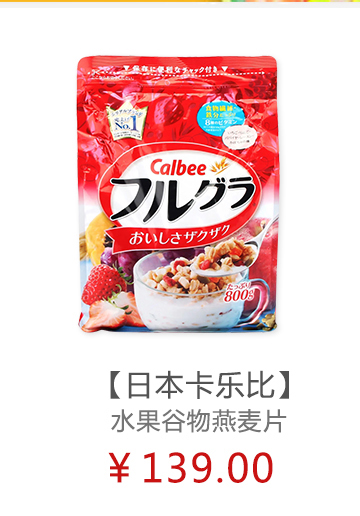 ▼保存に便利なチャック付き▼
No.1
食物繊維
鉄分
Calbee
フルグラ
おいしさザクザク
たっぷり
800g
【日本卡乐比】
水果谷物燕麦片
¥ 139.00